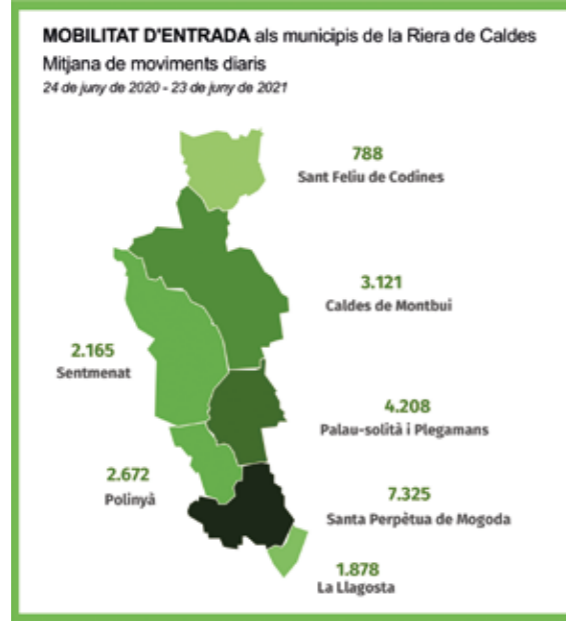 MOBILITAT D'ENTRADA als municipis de la Riera de Caldes
Mitjana de moviments diaris
24 de juny de 2020 - 23 de juny de 2021
788
Sant Feliu de Codines
3.121
Caldes de Montbui
2.165
Sentmenat
4.208
Palau-solità i Plegamans
2.672
Polinyà
7.325
Santa Perpètua de Mogoda
1.878
La Llagosta